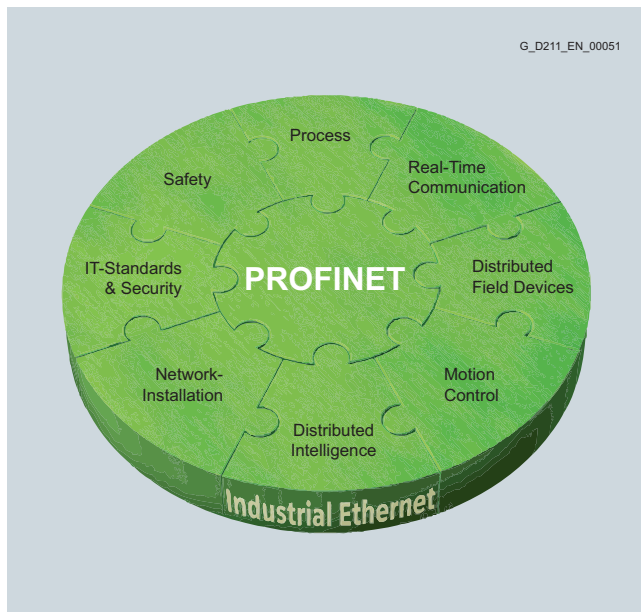 G_D211_EN_00051
Process
Real-Time
Communication
Safety
IT-Standards
& Security
PROFINET
Distributed
Field Devices
Network-
Installation
Motion
Control
Distributed
Intelligence
Industrial Ethernet